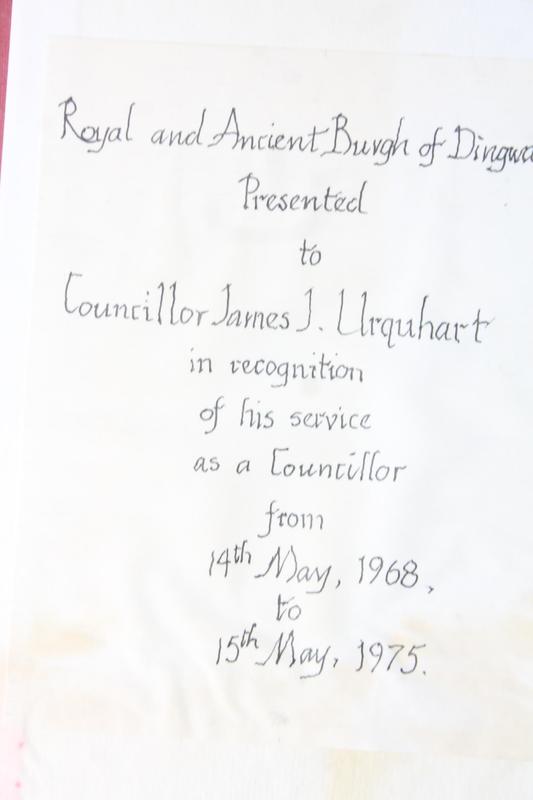 Royal and Ancient Burgh of Dingwa
Presented
to
Councillor James J. Urquhart
in recognition
of his service
as a Councillor
from
14th May, 1968,
to
15th May, 1975.